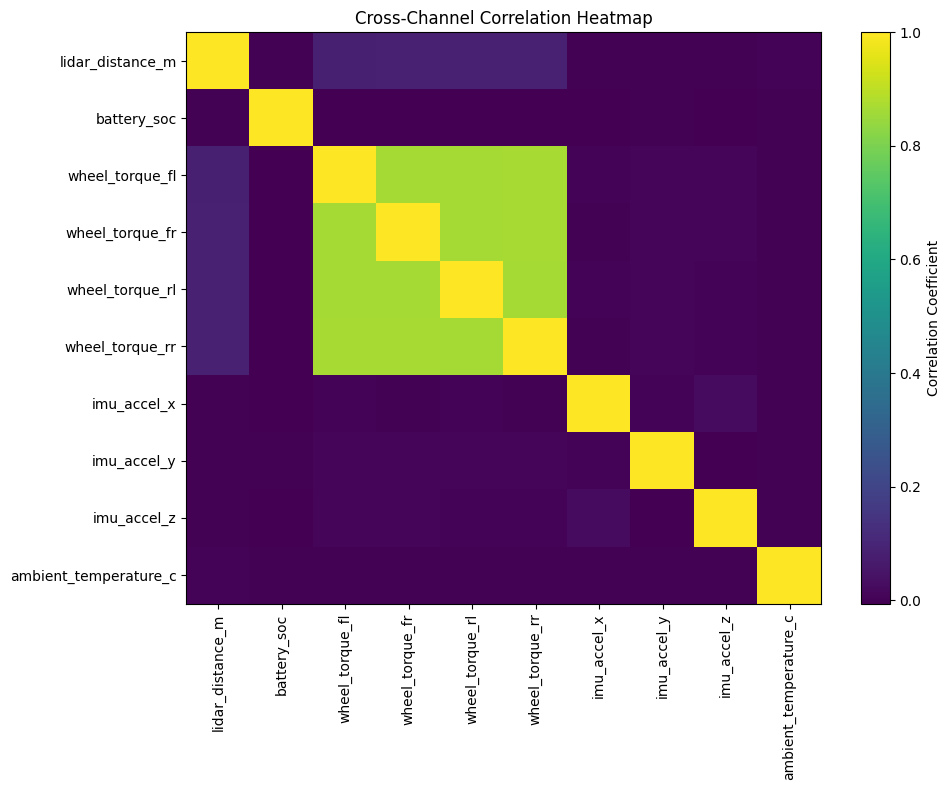 Cross-Channel Correlation Heatmap
lidar_distance_m
battery_soc
wheel_torque_fl
wheel_torque_fr
wheel_torque_rl
wheel_torque_rr
imu_accel_x
imu_accel_y
imu_accel_z
ambient_temperature_c
lidar_distance_m
battery_soc
wheel_torque_fl
wheel_torque_fr
wheel_torque_rl
wheel_torque_rr
imu_accel_x
imu_accel_y
imu_accel_z
ambient_temperature_c
1.0
0.8
0.6
0.4
0.2
0.0
Correlation Coefficient